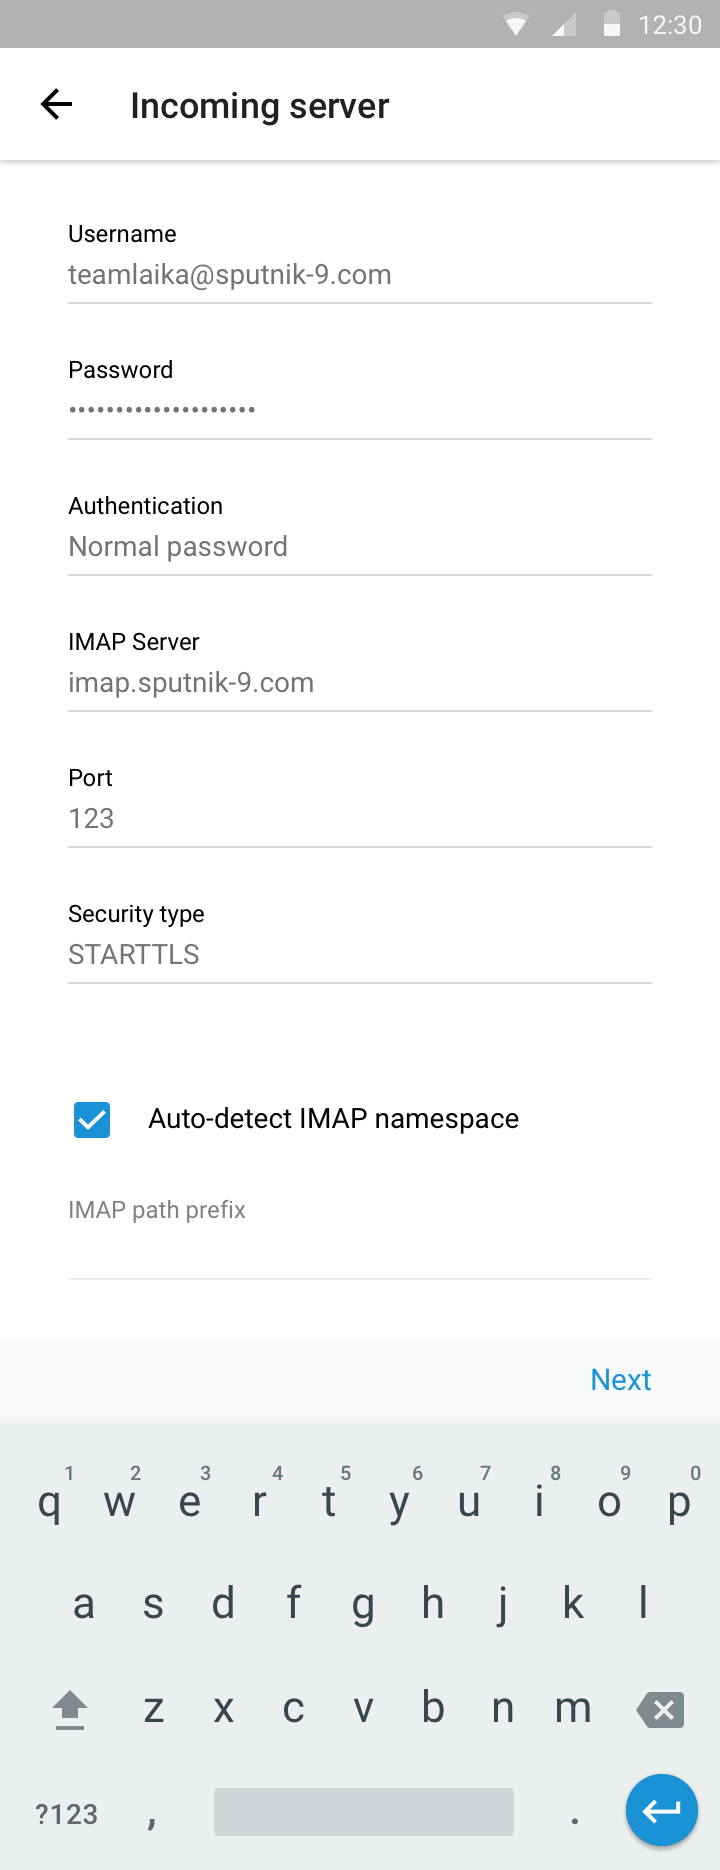 12:30
Incoming server
Username
teamlaika@sputnik-9.com
Password
••••••••••••••••••••
Authentication
Normal password
IMAP Server
imap.sputnik-9.com
Port
123
Security type
STARTTLS
Auto-detect IMAP namespace
IMAP path prefix
Next
1 2 3 4 5 6 7 8 9 0
q w e r t y u i o p
a s d f g h j k l
z x c v b n m
?123 , .